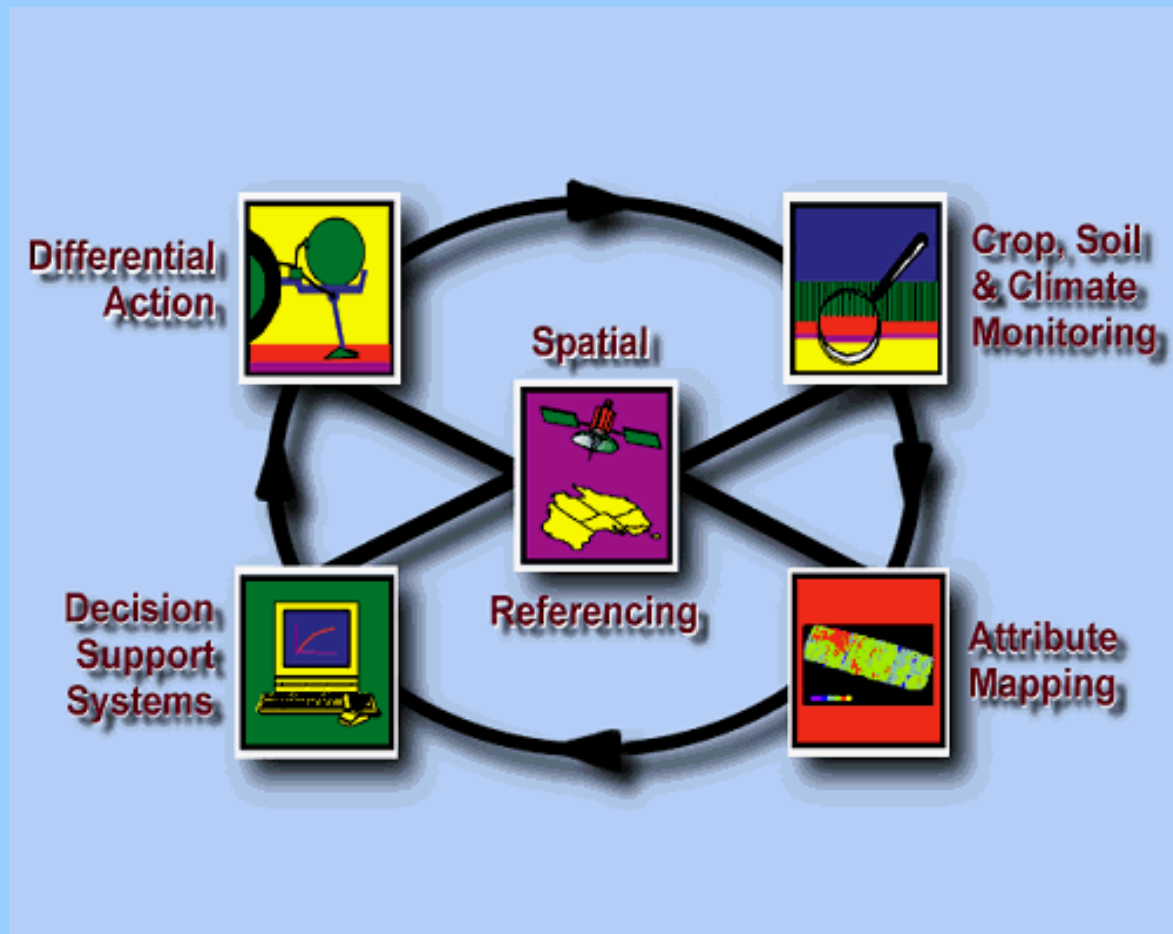 Differential
Action
Crop, Soil
& Climate
Monitoring
Spatial
Referencing
Decision
Support
Systems
Attribute
Mapping